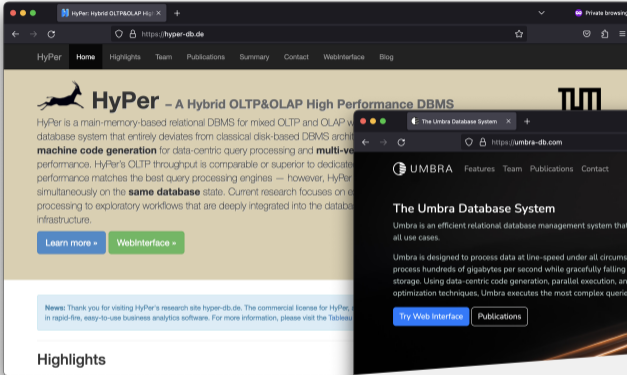 HyPer: Hybrid OLTP&OLAP Hig
Private browsing
https://hyper-db.de
HyPer Home Highlights Team Publications Summary Contact WebInterface Blog
HyPer – A Hybrid OLTP&OLAP High Performance DBMS
HyPer is a main-memory-based relational DBMS for mixed OLTP and OLAP w
database system that entirely deviates from classical disk-based DBMS archit
machine code generation for data-centric query processing and multi-ve
performance. HyPer's OLTP throughput is comparable or superior to dedicate
performance matches the best query processing engines — however, HyPer
simultaneously on the same database state. Current research focuses on e
processing to exploratory workflows that are deeply integrated into the databa
infrastructure.
Learn more » WebInterface »
News: Thank you for visiting HyPer's research site hyper-db.de. The commercial license for HyPer,
in rapid-fire, easy-to-use business analytics software. For more information, please visit the Tableau
Highlights
The Umbra Database System
https://umbra-db.com
UMBRA Features Team Publications Contact
The Umbra Database System
Umbra is an efficient relational database management system that
all use cases.
Umbra is designed to process data at line-speed under all circums
process hundreds of gigabytes per second while gracefully falling
storage. Using data-centric code generation, parallel execution, an
optimization techniques, Umbra executes the most complex querie
Try Web Interface Publications